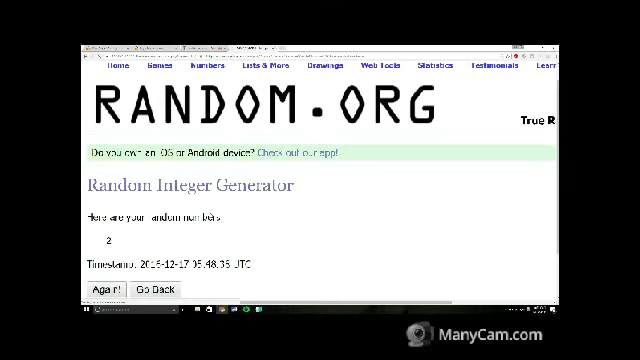 Home Games Numbers Lists & More Drawings Web Tools Statistics Testimonials Learn
RANDOM.ORG
True R
Do you own an iOS or Android device? Check out our app!
Random Integer Generator
Here are your random numbers:
2
Timestamp: 2016-12-17 05:48:38 UTC
Again! Go Back
ManyCam.com